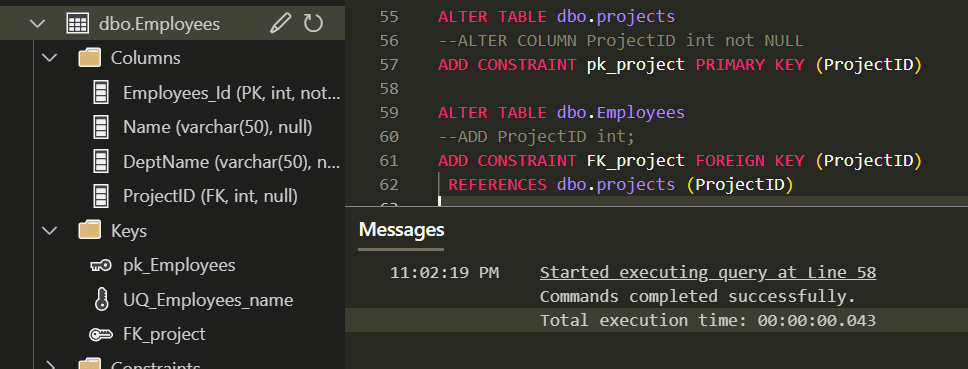 dbo.Employees
Columns
Employees_Id (PK, int, not...
Name (varchar(50), null)
DeptName (varchar(50), n...
ProjectID (FK, int, null)
Keys
pk_Employees
UQ_Employees_name
FK_project
Constraints
55 ALTER TABLE dbo.projects
56 --ALTER COLUMN ProjectID int not NULL
57 ADD CONSTRAINT pk_project PRIMARY KEY (ProjectID)
58
59 ALTER TABLE dbo.Employees
60 --ADD ProjectID int;
61 ADD CONSTRAINT FK_project FOREIGN KEY (ProjectID)
62 REFERENCES dbo.projects (ProjectID)
63
Messages
11:02:19 PM Started executing query at Line 58
Commands completed successfully.
Total execution time: 00:00:00.043